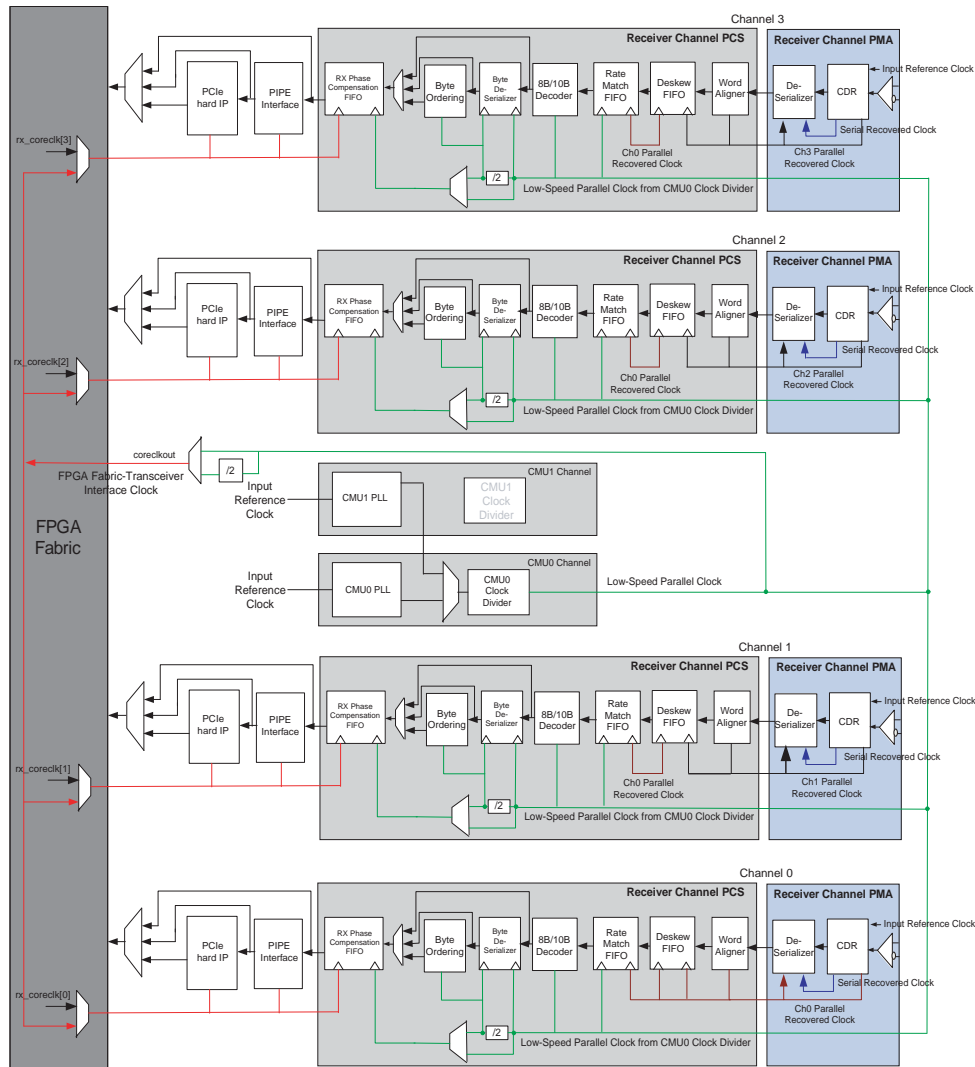 Channel 3
Receiver Channel PCS
Receiver Channel PMA
PCIe
hard IP
PIPE
Interface
RX Phase
Compensation
FIFO
Byte
Ordering
Byte
De-
Serializer
8B/10B
Decoder
Rate
Match
FIFO
Deskew
FIFO
Word
Aligner
De-
Serializer
CDR
Input Reference Clock
Serial Recovered Clock
rx_coreclk[3]
/2
Ch0 Parallel
Recovered Clock
Ch3 Parallel
Recovered Clock
Low-Speed Parallel Clock from CMU0 Clock Divider
Channel 2
Receiver Channel PCS
Receiver Channel PMA
PCIe
hard IP
PIPE
Interface
RX Phase
Compensation
FIFO
Byte
Ordering
Byte
De-
Serializer
8B/10B
Decoder
Rate
Match
FIFO
Deskew
FIFO
Word
Aligner
De-
Serializer
CDR
Input Reference Clock
Serial Recovered Clock
rx_coreclk[2]
/2
Ch0 Parallel
Recovered Clock
Ch2 Parallel
Recovered Clock
Low-Speed Parallel Clock from CMU0 Clock Divider
coreclkout
/2
FPGA Fabric-Transceiver
Interface Clock
FPGA
Fabric
Input
Reference
Clock
CMU1 PLL
CMU1
Clock
Divider
CMU1 Channel
Input
Reference
Clock
CMU0 PLL
CMU0
Clock
Divider
CMU0 Channel
Low-Speed Parallel Clock
Channel 1
Receiver Channel PCS
Receiver Channel PMA
PCIe
hard IP
PIPE
Interface
RX Phase
Compensation
FIFO
Byte
Ordering
Byte
De-
Serializer
8B/10B
Decoder
Rate
Match
FIFO
Deskew
FIFO
Word
Aligner
De-
Serializer
CDR
Input Reference Clock
Serial Recovered Clock
rx_coreclk[1]
/2
Ch0 Parallel
Recovered Clock
Ch1 Parallel
Recovered Clock
Low-Speed Parallel Clock from CMU0 Clock Divider
Channel 0
Receiver Channel PCS
Receiver Channel PMA
PCIe
hard IP
PIPE
Interface
RX Phase
Compensation
FIFO
Byte
Ordering
Byte
De-
Serializer
8B/10B
Decoder
Rate
Match
FIFO
Deskew
FIFO
Word
Aligner
De-
Serializer
CDR
Input Reference Clock
Serial Recovered Clock
rx_coreclk[0]
/2
Ch0 Parallel
Recovered Clock
Low-Speed Parallel Clock from CMU0 Clock Divider